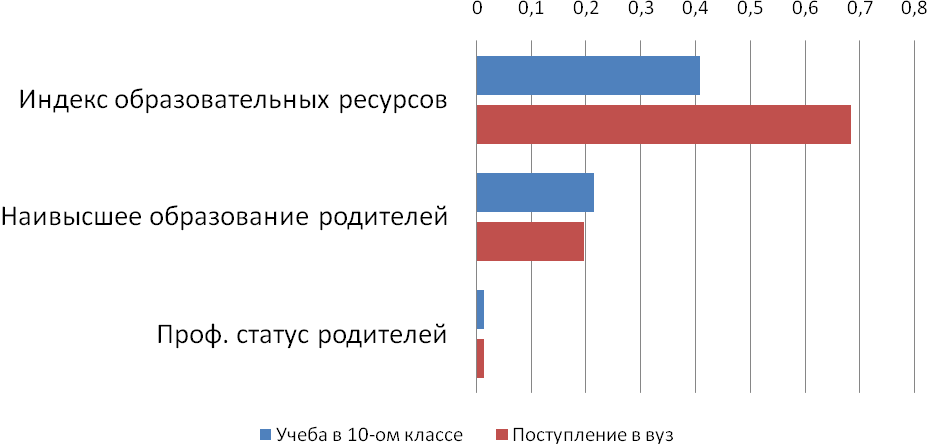 0 0,1 0,2 0,3 0,4 0,5 0,6 0,7 0,8
Индекс образовательных ресурсов
Наивысшее образование родителей
Проф. статус родителей
Учеба в 10-ом классе Поступление в вуз